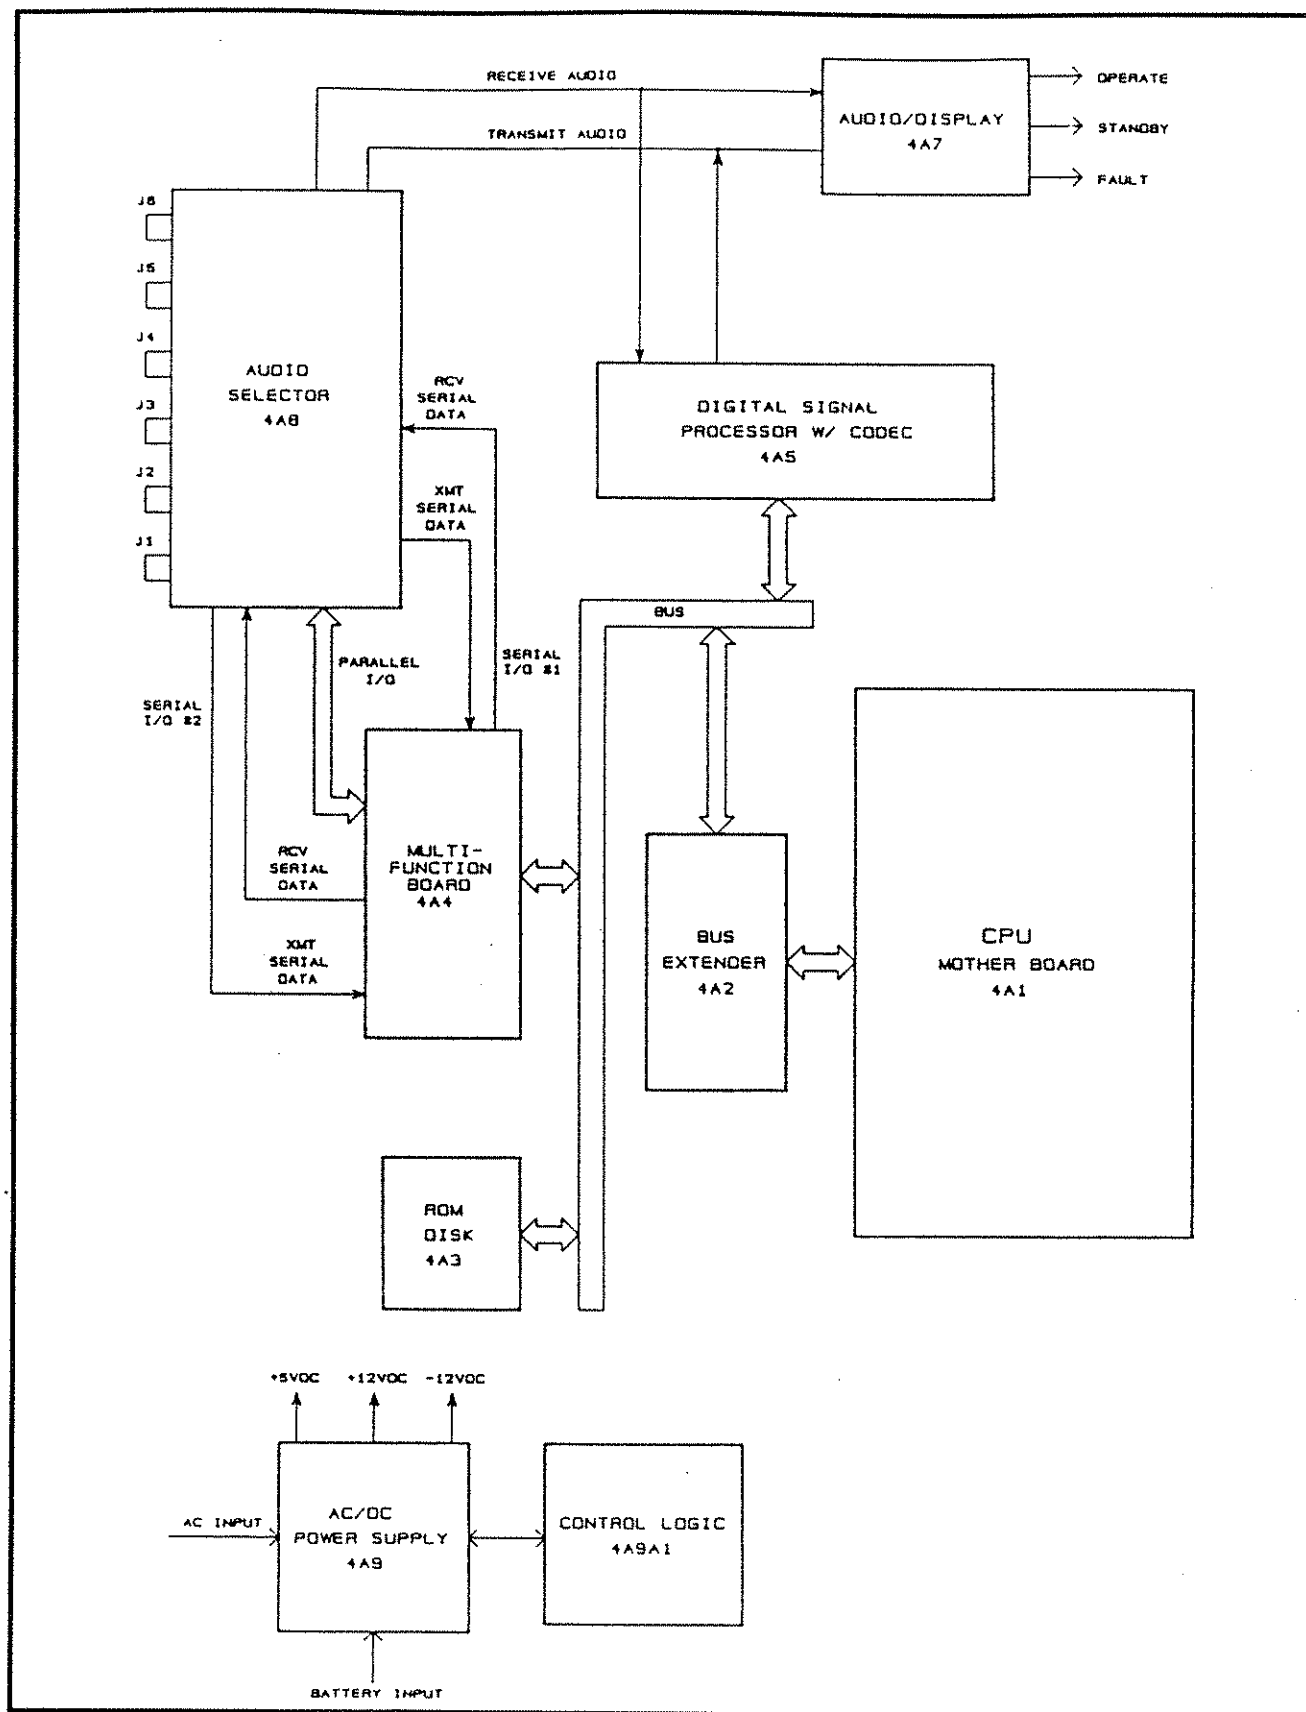 RECEIVE AUDIO
TRANSMIT AUDIO
AUDIO/DISPLAY
4A7
OPERATE
STANDBY
FAULT
J6
J5
J4
J3
J2
J1
AUDIO
SELECTOR
4A8
RCV
SERIAL
DATA
XMT
SERIAL
DATA
DIGITAL SIGNAL
PROCESSOR W/ CODEC
4A5
BUS
SERIAL
I/O #2
PARALLEL
I/O
SERIAL
I/O #1
RCV
SERIAL
DATA
XMT
SERIAL
DATA
MULTI-
FUNCTION
BOARD
4A4
BUS
EXTENDER
4A2
CPU
MOTHER BOARD
4A1
ROM
DISK
4A3
+5VDC
+12VDC
-12VDC
AC INPUT
AC/DC
POWER SUPPLY
4A9
CONTROL LOGIC
4A9A1
BATTERY INPUT